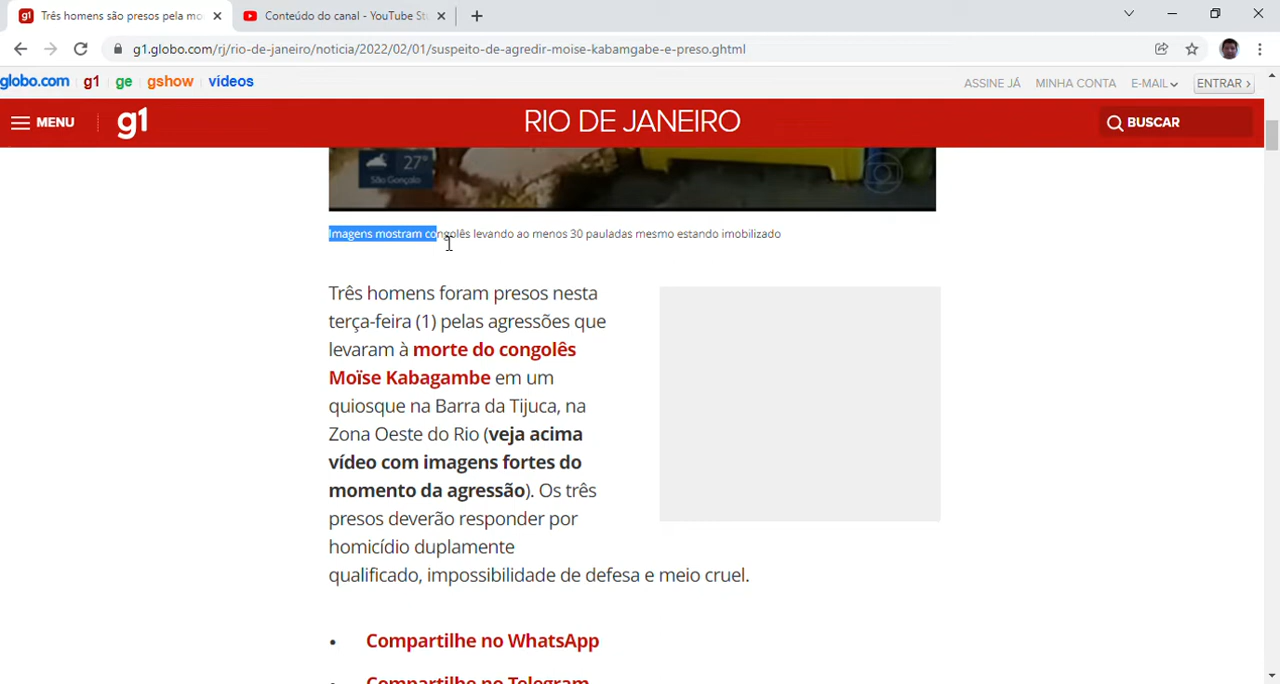 Três homens são presos pela mo
Conteúdo do canal - YouTube St
g1.globo.com/rj/rio-de-janeiro/noticia/2022/02/01/suspeito-de-agredir-moise-kabamgabe-e-preso.ghtml
globo.com g1 ge gshow vídeos
ASSINE JÁ MINHA CONTA E-MAIL ENTRAR ›
MENU g1 RIO DE JANEIRO BUSCAR
27°
São Gonçalo
Imagens mostram congolês levando ao menos 30 pauladas mesmo estando imobilizado
Três homens foram presos nesta
terça-feira (1) pelas agressões que
levaram à morte do congolês
Moïse Kabagambe em um
quiosque na Barra da Tijuca, na
Zona Oeste do Rio (veja acima
vídeo com imagens fortes do
momento da agressão). Os três
presos deverão responder por
homicídio duplamente
qualificado, impossibilidade de defesa e meio cruel.
• Compartilhe no WhatsApp
• Compartilhe no Telegram